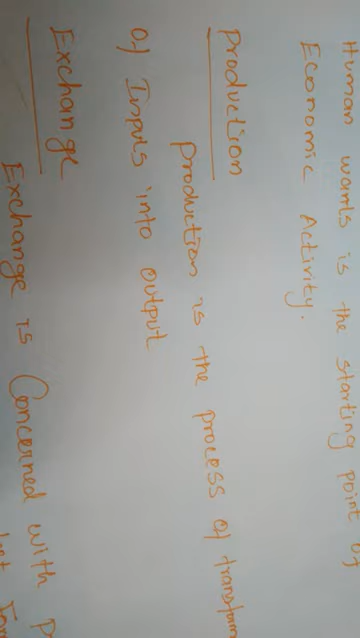 Human wants is the starting point of
Economic Activity.
Production
Production is the process of transform
of Inputs into output
Exchange
Exchange is Concerned with P